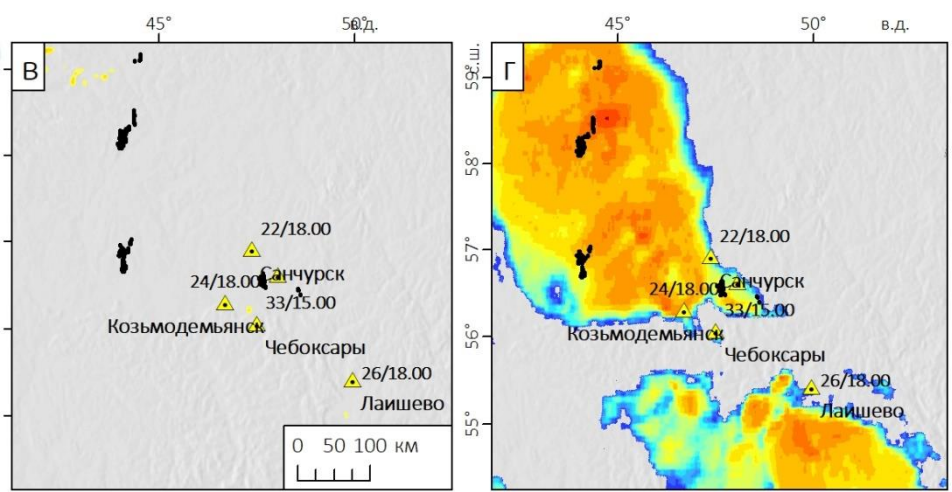 45°
50°
в.д.
В
22/18.00
Санчурск
24/18.00
33/15.00
Козьмодемьянск
Чебоксары
26/18.00
Лаишево
0 50 100 км
45°
50°
в.д.
Г
с.ш.
59°
58°
57°
56°
55°
22/18.00
Санчурск
24/18.00
33/15.00
Козьмодемьянск
Чебоксары
26/18.00
Лаишево